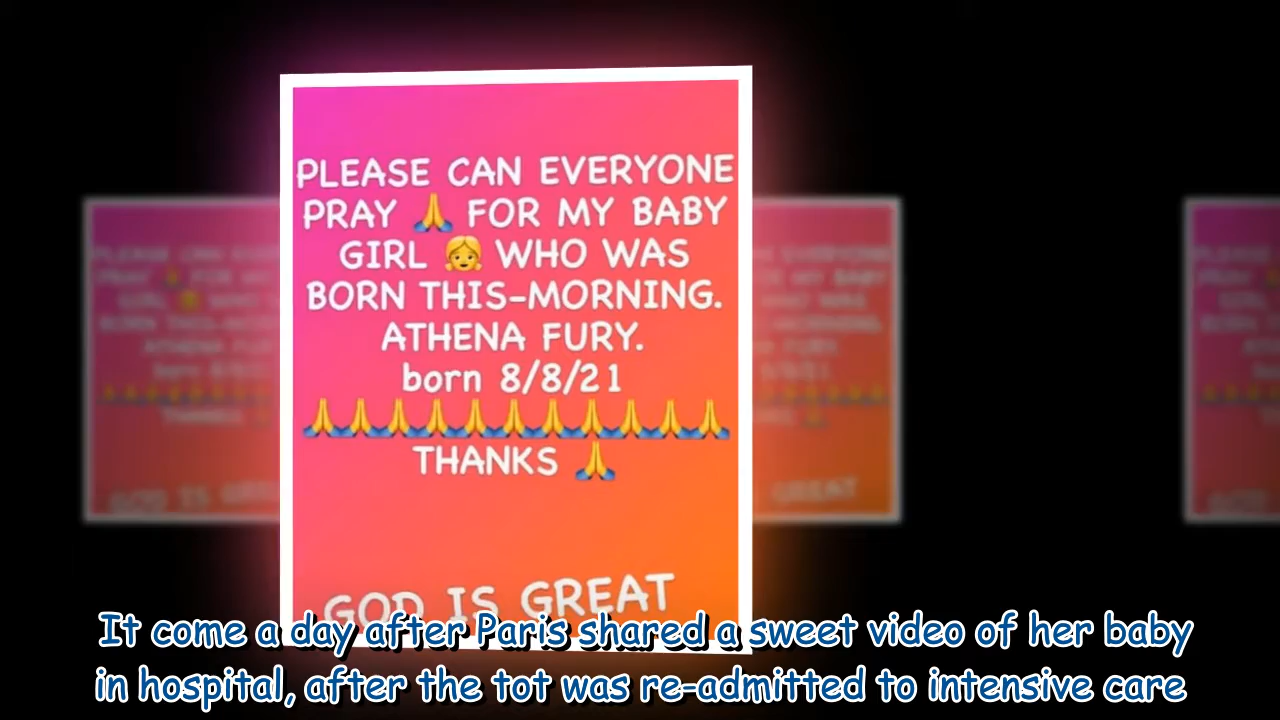 PLEASE CAN EVERYONE
PRAY 🙏 FOR MY BABY
GIRL 👧 WHO WAS
BORN THIS-MORNING.
ATHENA FURY.
born 8/8/21
🙏🙏🙏🙏🙏🙏🙏🙏🙏🙏🙏
THANKS 🙏
GOD IS GREAT
It come a day after Paris shared a sweet video of her baby
in hospital, after the tot was re-admitted to intensive care